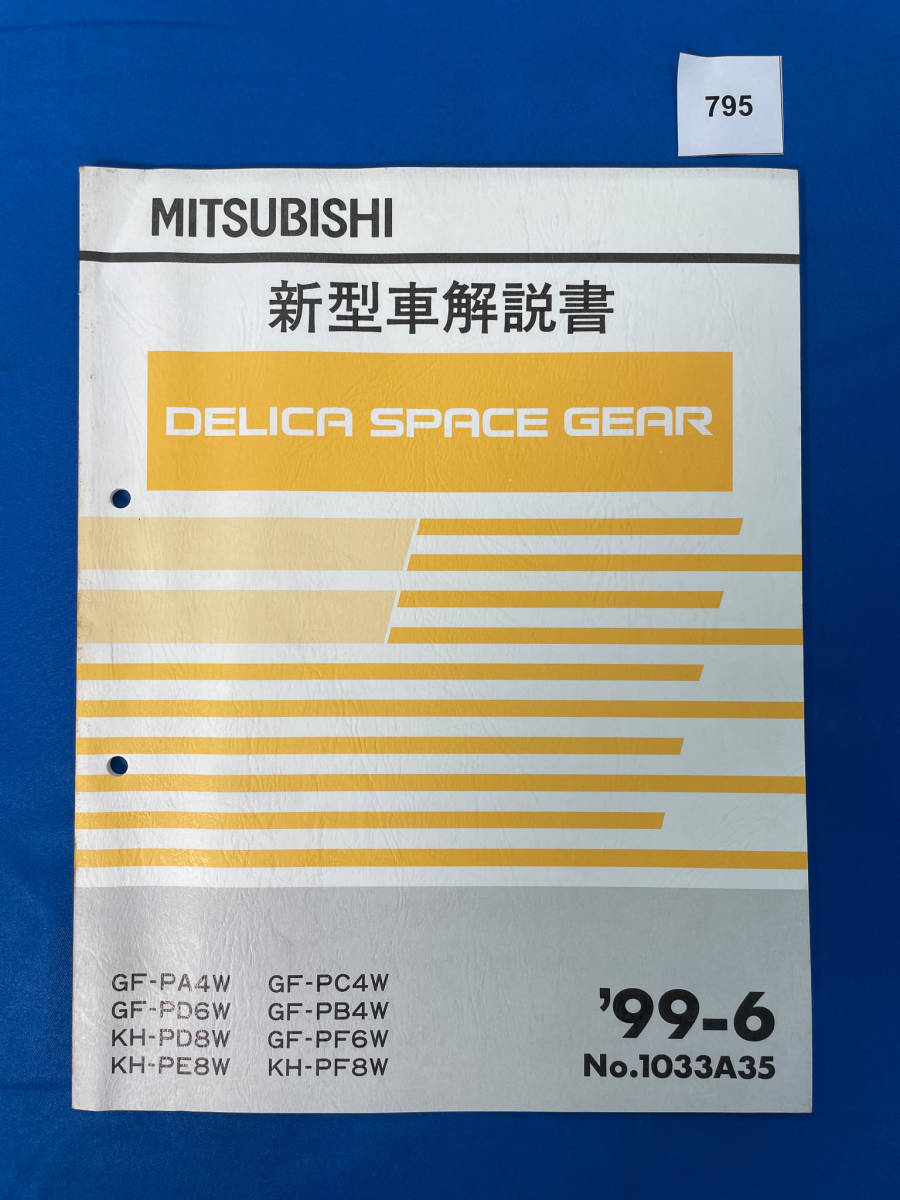 795
MITSUBISHI
新型車解説書
DELICA SPACE GEAR
GF-PA4W GF-PC4W
GF-PD6W GF-PB4W
KH-PD8W GF-PF6W
KH-PE8W KH-PF8W
'99-6
No.1033A35